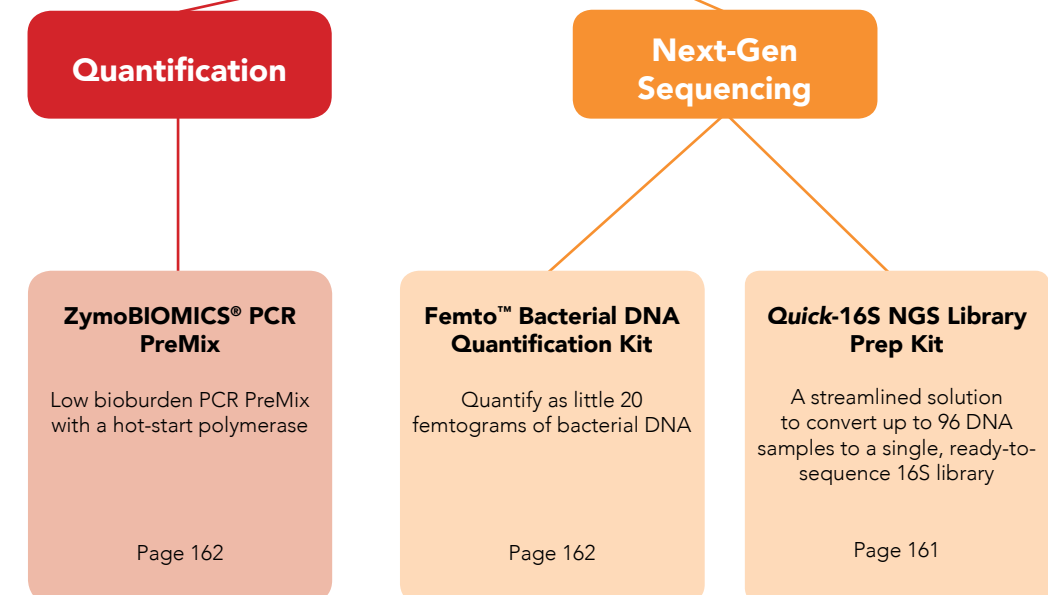 Quantification
Next-Gen
Sequencing
ZymoBIOMICS® PCR
PreMix
Low bioburden PCR PreMix
with a hot-start polymerase
Page 162
Femto™ Bacterial DNA
Quantification Kit
Quantify as little 20
femtograms of bacterial DNA
Page 162
Quick-16S NGS Library
Prep Kit
A streamlined solution
to convert up to 96 DNA
samples to a single, ready-to-
sequence 16S library
Page 161